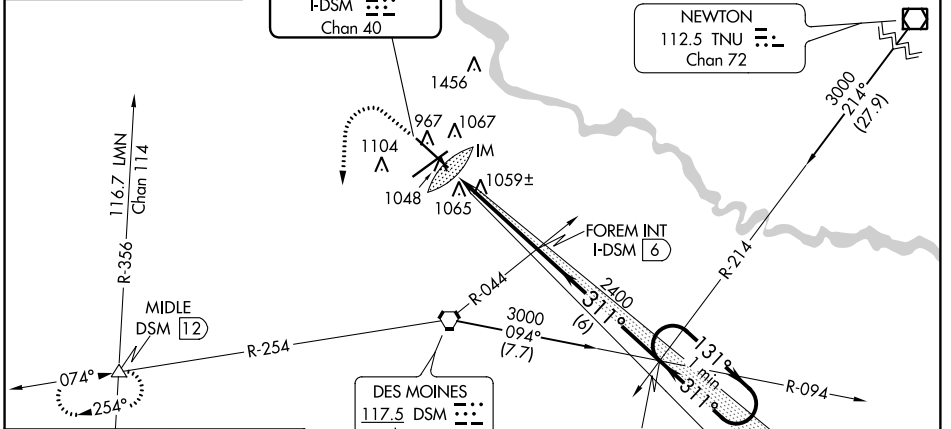 I-DSM
Chan 40
NEWTON
112.5 TNU
Chan 72
3000
214°
(27.9)
R-214
1456
967
1067
1104
IM
1048
1065
1059±
116.7 LMN
Chan 114
R-356
FOREM INT
I-DSM 6
R-044
2400
311°
(6)
MIDLE
DSM 12
R-254
3000
094°
(7.7)
131°
1 min
311°
R-094
074°
254°
DES MOINES
117.5 DSM